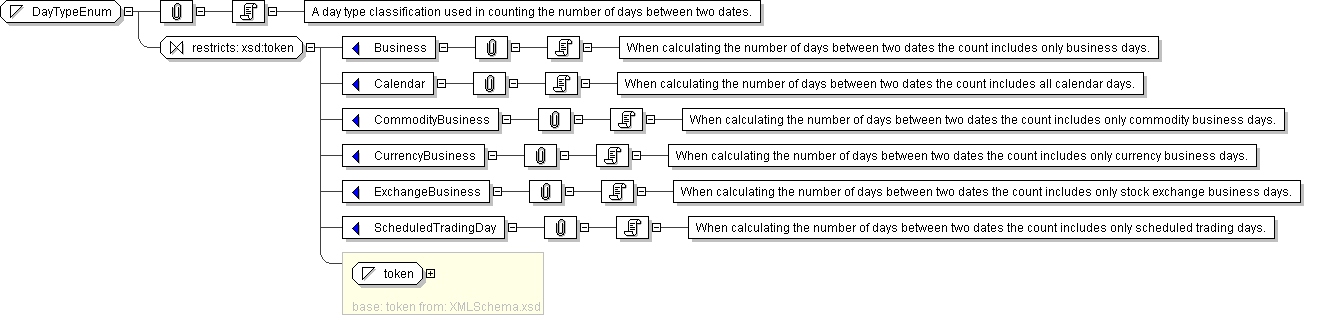 DayTypeEnum
A day type classification used in counting the number of days between two dates.
restricts: xsd:token
Business
When calculating the number of days between two dates the count includes only business days.
Calendar
When calculating the number of days between two dates the count includes all calendar days.
CommodityBusiness
When calculating the number of days between two dates the count includes only commodity business days.
CurrencyBusiness
When calculating the number of days between two dates the count includes only currency business days.
ExchangeBusiness
When calculating the number of days between two dates the count includes only stock exchange business days.
ScheduledTradingDay
When calculating the number of days between two dates the count includes only scheduled trading days.
token
base: token from: XMLSchema.xsd